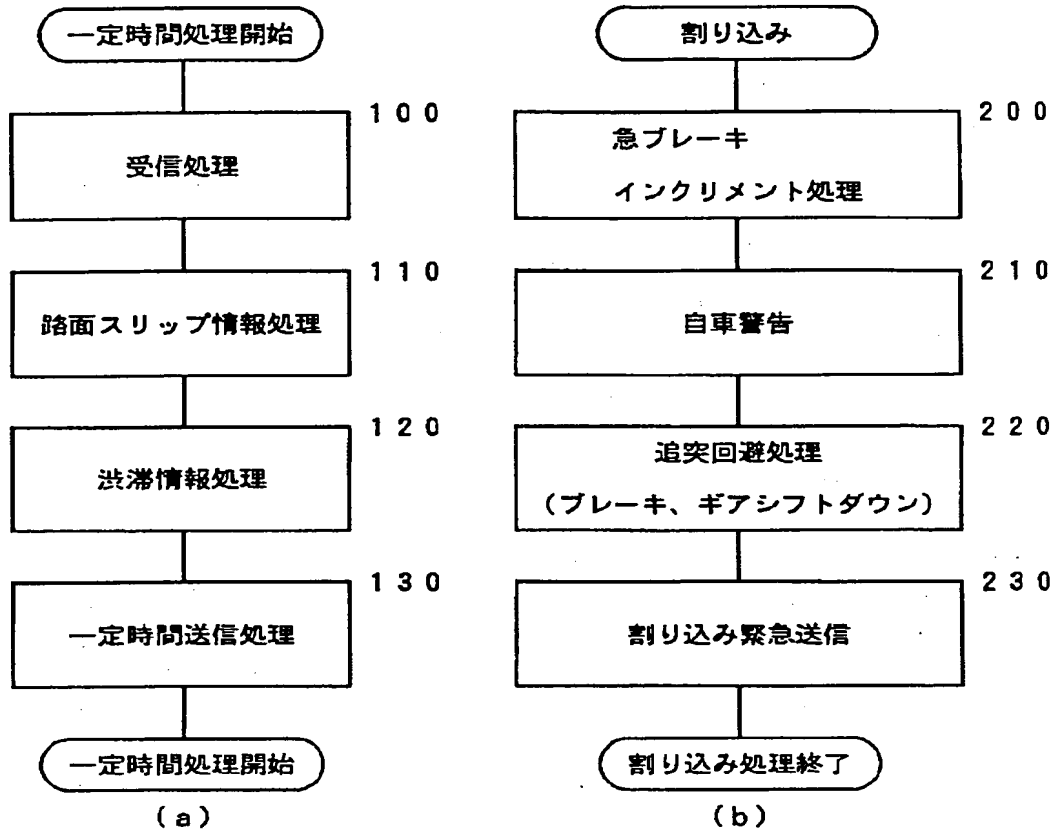 一定時間処理開始
100
受信処理
110
路面スリップ情報処理
120
渋滞情報処理
130
一定時間送信処理
一定時間処理開始
(a)
割り込み
200
急ブレーキ
インクリメント処理
210
自車警告
220
追突回避処理
(ブレーキ、ギアシフトダウン)
230
割り込み緊急送信
割り込み処理終了
(b)